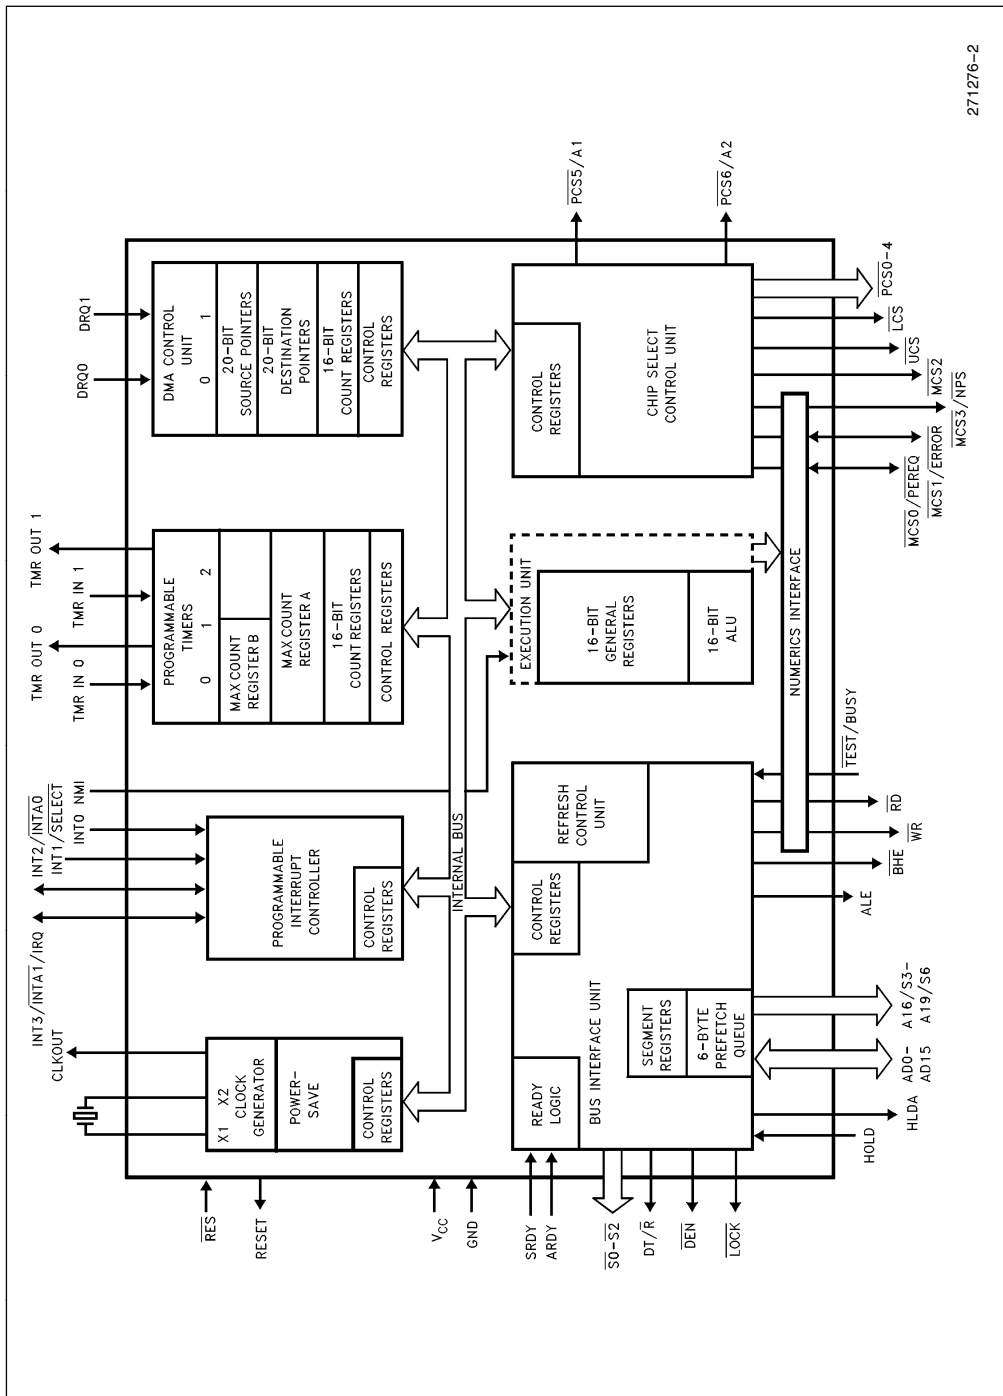 INT3/INTA1/IRQ
INT2/INTA0
INT1/SELECT
INT0 NMI
CLKOUT
TMR OUT 1
TMR IN 1
TMR OUT 0
TMR IN 0
DRQ1
DRQ0
X1 X2
CLOCK
GENERATOR
POWER-
SAVE
CONTROL
REGISTERS
PROGRAMMABLE
INTERRUPT
CONTROLLER
CONTROL
REGISTERS
PROGRAMMABLE
TIMERS
0 1 2
MAX COUNT
REGISTER B
MAX COUNT
REGISTER A
16-BIT
COUNT REGISTERS
CONTROL REGISTERS
DMA CONTROL
UNIT
0 1
20-BIT
SOURCE POINTERS
20-BIT
DESTINATION
POINTERS
16-BIT
COUNT REGISTERS
CONTROL
REGISTERS
RES
RESET
VCC
GND
INTERNAL BUS
SRDY
ARDY
S0-S2
DT/R
DEN
LOCK
READY
LOGIC
BUS INTERFACE UNIT
CONTROL
REGISTERS
REFRESH
CONTROL
UNIT
SEGMENT
REGISTERS
6-BYTE
PREFETCH
QUEUE
EXECUTION UNIT
16-BIT
GENERAL
REGISTERS
16-BIT
ALU
CONTROL
REGISTERS
CHIP SELECT
CONTROL UNIT
PCS5/A1
PCS6/A2
NUMERICS INTERFACE
HOLD
HLDA
AD0-
AD15
A16/S3-
A19/S6
ALE
BHE
WR
RD
TEST/BUSY
MCS0/PEREQ
MCS1/ERROR
MCS3/NPS
MCS2
UCS
LCS
PCS0-4
271276-2